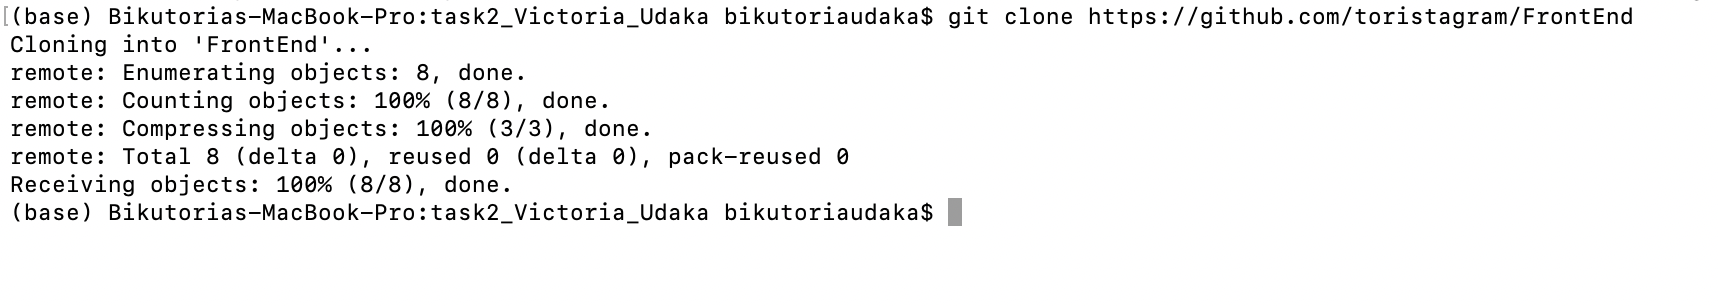 (base) Bikutorias-MacBook-Pro:task2_Victoria_Udaka bikutoriaudaka$ git clone https://github.com/toristagram/FrontEnd
Cloning into 'FrontEnd'...
remote: Enumerating objects: 8, done.
remote: Counting objects: 100% (8/8), done.
remote: Compressing objects: 100% (3/3), done.
remote: Total 8 (delta 0), reused 0 (delta 0), pack-reused 0
Receiving objects: 100% (8/8), done.
(base) Bikutorias-MacBook-Pro:task2_Victoria_Udaka bikutoriaudaka$